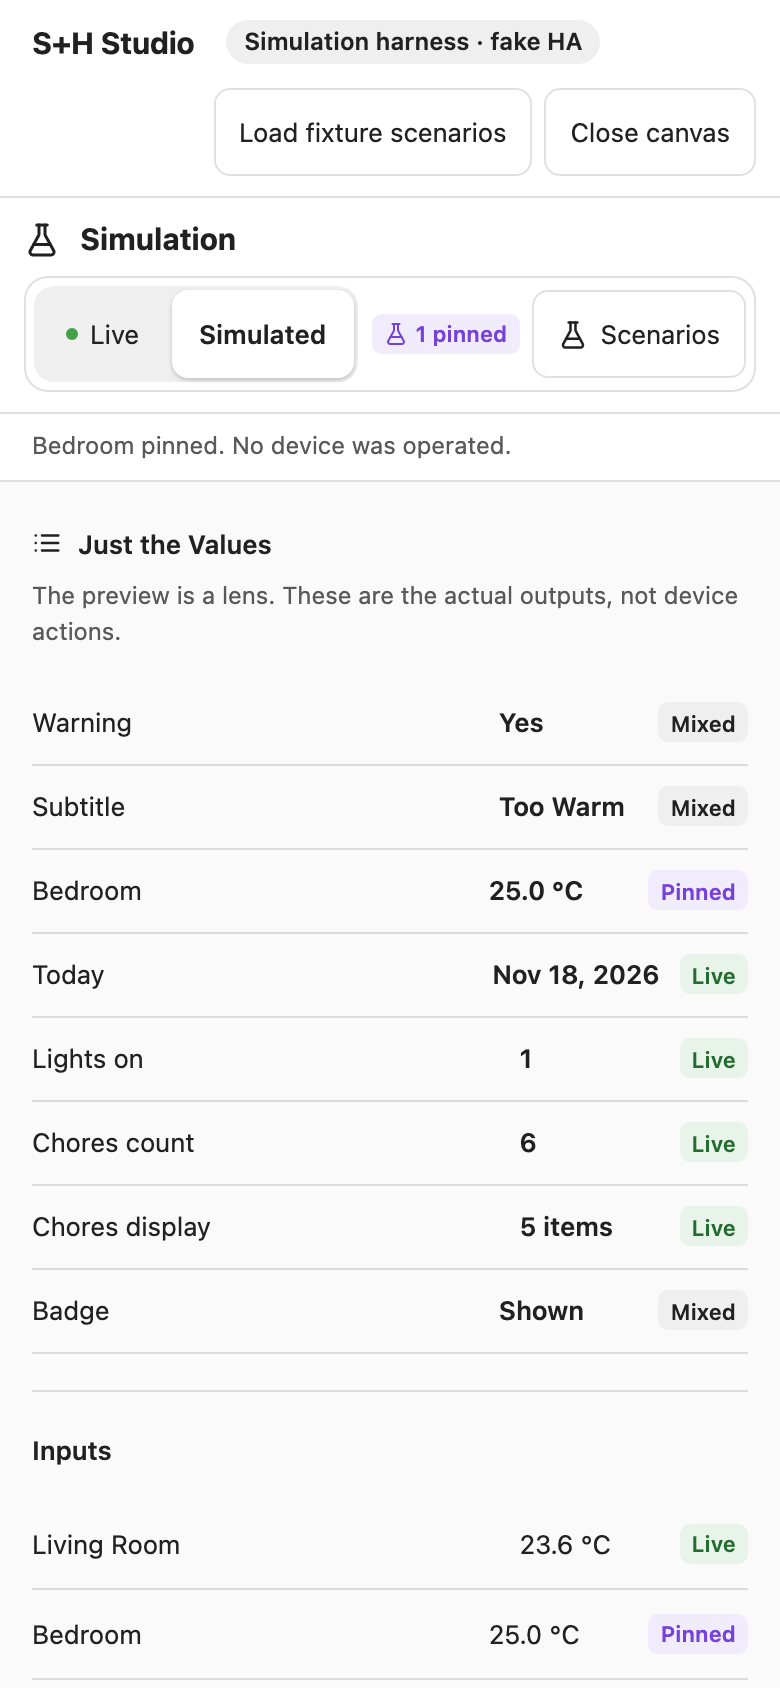 S+H Studio
Simulation harness · fake HA
Load fixture scenarios
Close canvas
Simulation
Live
Simulated
1 pinned
Scenarios
Bedroom pinned. No device was operated.
Just the Values
The preview is a lens. These are the actual outputs, not device
actions.
Warning Yes Mixed
Subtitle Too Warm Mixed
Bedroom 25.0 °C Pinned
Today Nov 18, 2026 Live
Lights on 1 Live
Chores count 6 Live
Chores display 5 items Live
Badge Shown Mixed
Inputs
Living Room 23.6 °C Live
Bedroom 25.0 °C Pinned